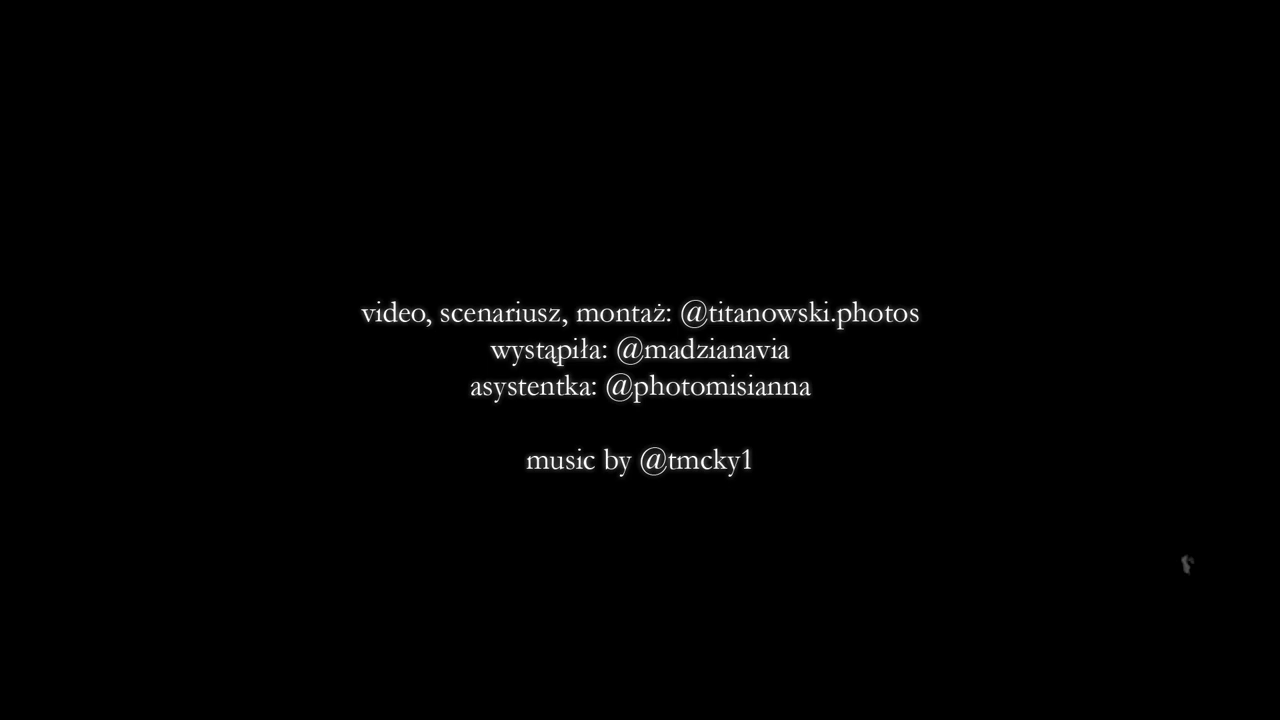 video, scenariusz, montaż: @titanowski.photos
wystąpiła: @madzianavia
asystentka: @photomisianna
music by @tmcky1